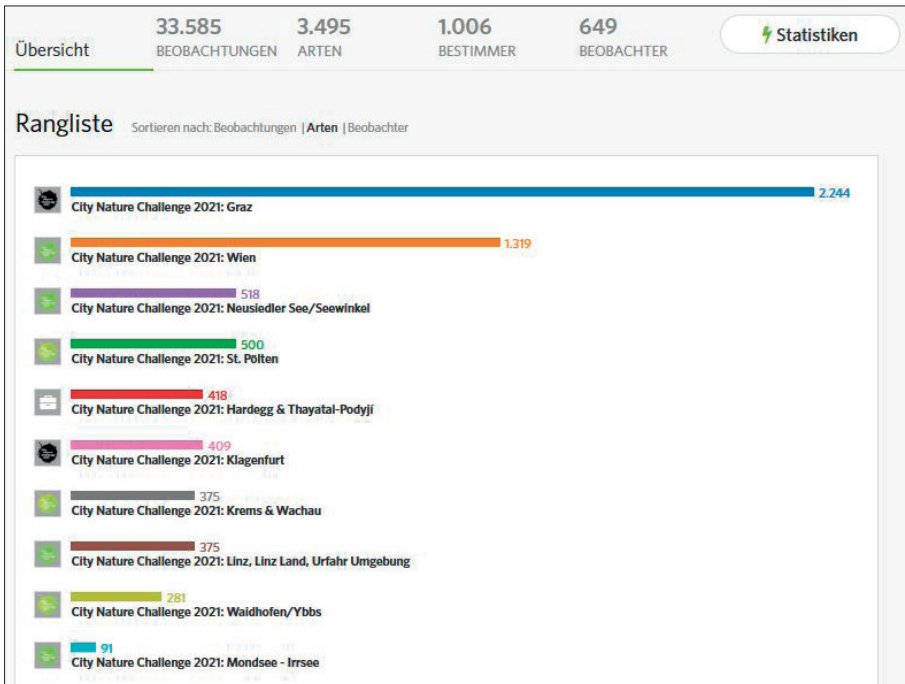 Übersicht
33.585 BEOBACHTUNGEN
3.495 ARTEN
1.006 BESTIMMER
649 BEOBACHTER
Statistiken
Rangliste
Sortieren nach: Beobachtungen | Arten | Beobachter
2.244
City Nature Challenge 2021: Graz
1.319
City Nature Challenge 2021: Wien
518
City Nature Challenge 2021: Neusiedler See/Seewinkel
500
City Nature Challenge 2021: St. Pölten
418
City Nature Challenge 2021: Hardegg & Thayatal-Podyjí
409
City Nature Challenge 2021: Klagenfurt
375
City Nature Challenge 2021: Krems & Wachau
375
City Nature Challenge 2021: Linz, Linz Land, Urfahr Umgebung
281
City Nature Challenge 2021: Waidhofen/Ybbs
91
City Nature Challenge 2021: Mondsee - Irrsee